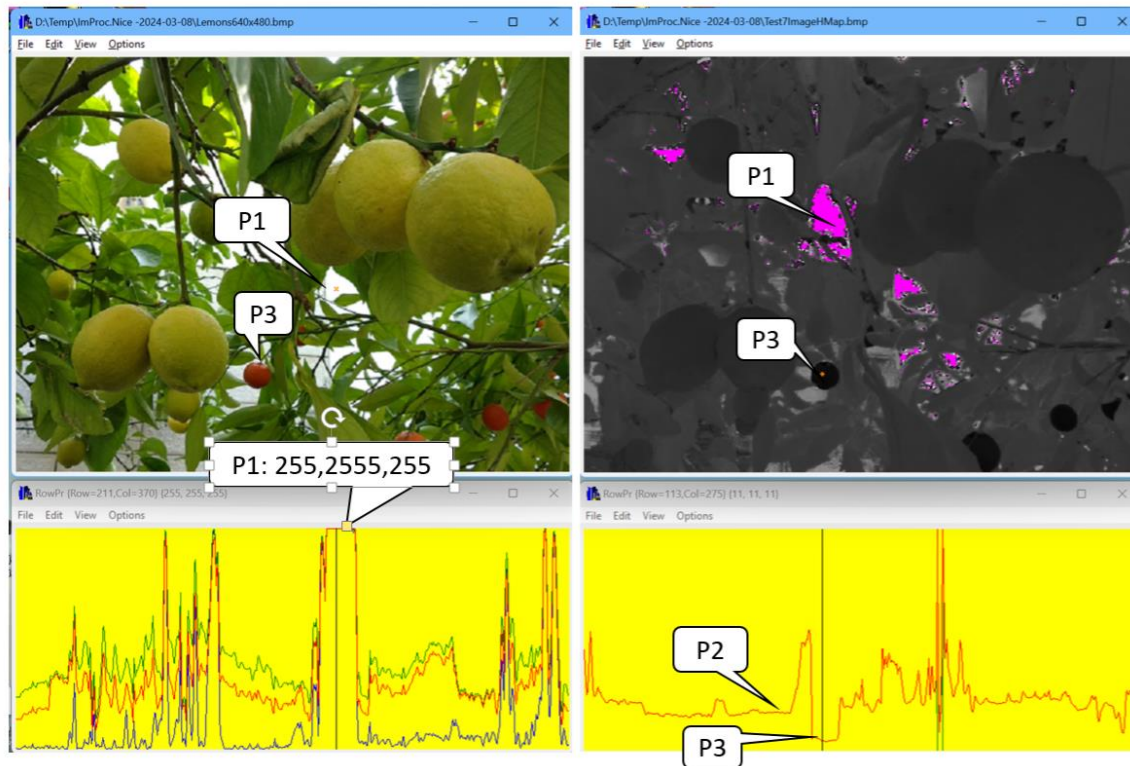 D:\Temp\ImProc.Nice -2024-03-08\Lemons640x480.bmp
File Edit View Options
P1
P3
P1: 255,2555,255
D:\Temp\ImProc.Nice -2024-03-08\Test7ImageHMap.bmp
File Edit View Options
P1
P3
RowPr (Row=211,Col=370) (255, 255, 255)
File Edit View Options
RowPr (Row=113,Col=275) (11, 11, 11)
File Edit View Options
P2
P3